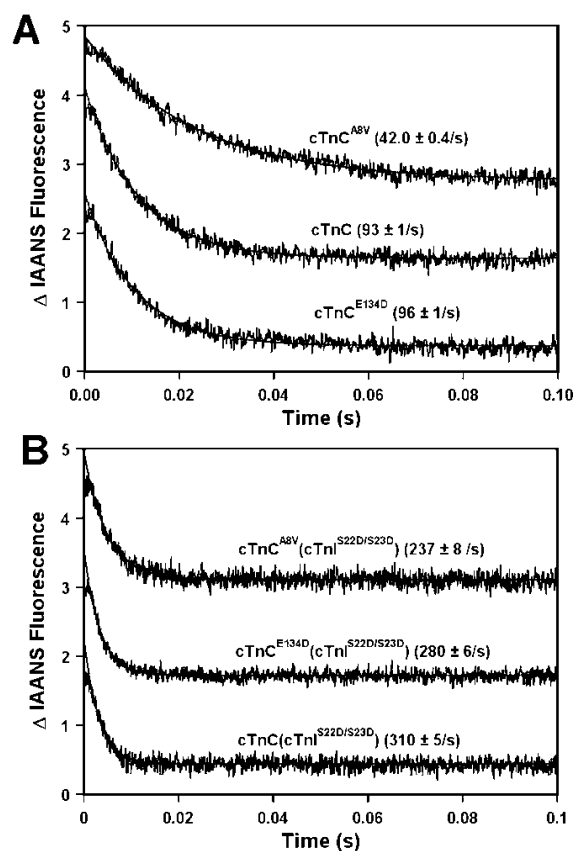 A
Δ IAANS Fluorescence
5
4
3
2
1
0
cTnC^A8V (42.0 ± 0.4/s)
cTnC (93 ± 1/s)
cTnC^E134D (96 ± 1/s)
0.00 0.02 0.04 0.06 0.08 0.10
Time (s)
B
Δ IAANS Fluorescence
5
4
3
2
1
0
cTnC^A8V(cTnI^S22D/S23D) (237 ± 8 /s)
cTnC^E134D(cTnI^S22D/S23D) (280 ± 6/s)
cTnC(cTnI^S22D/S23D) (310 ± 5/s)
0 0.02 0.04 0.06 0.08 0.1
Time (s)